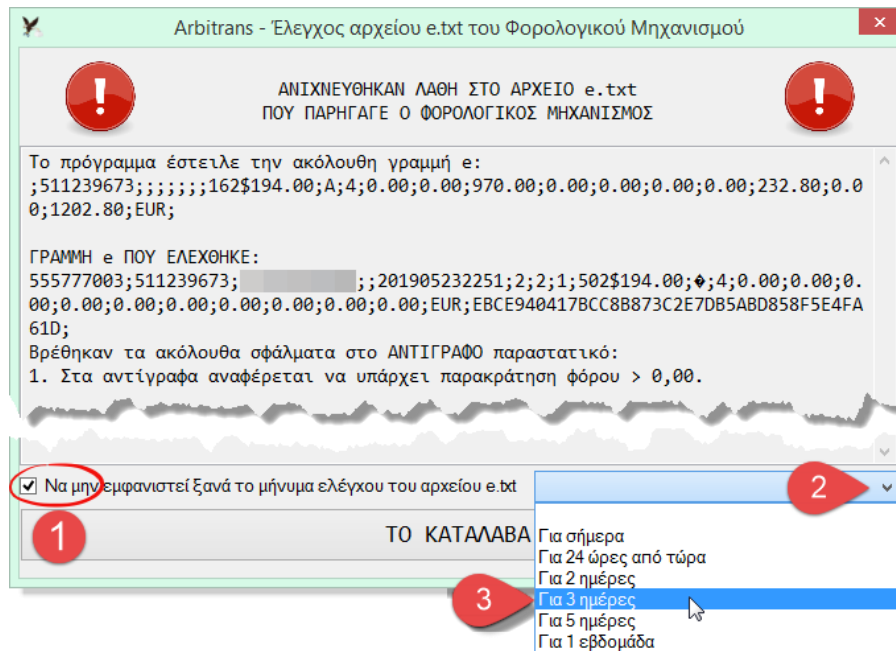 Arbitrans - Έλεγχος αρχείου e.txt του Φορολογικού Μηχανισμού
ΑΝΙΧΝΕΥΘΗΚΑΝ ΛΑΘΗ ΣΤΟ ΑΡΧΕΙΟ e.txt
ΠΟΥ ΠΑΡΗΓΑΓΕ Ο ΦΟΡΟΛΟΓΙΚΟΣ ΜΗΧΑΝΙΣΜΟΣ
Το πρόγραμμα έστειλε την ακόλουθη γραμμή e:
;511239673;;;;;;;162$194.00;A;4;0.00;0.00;970.00;0.00;0.00;0.00;0.00;232.80;0.0
0;1202.80;EUR;
ΓΡΑΜΜΗ e ΠΟΥ ΕΛΕΧΘΗΚΕ:
555777003;511239673; ;;201905232251;2;2;1;502$194.00;�;4;0.00;0.00;0.
00;0.00;0.00;0.00;0.00;0.00;0.00;EUR;EBCE940417BCC8B873C2E7DB5ABD858F5E4FA
61D;
Βρέθηκαν τα ακόλουθα σφάλματα στο ΑΝΤΙΓΡΑΦΟ παραστατικό:
1. Στα αντίγραφα αναφέρεται να υπάρχει παρακράτηση φόρου > 0,00.
Να μην εμφανιστεί ξανά το μήνυμα ελέγχου του αρχείου e.txt
2
1
ΤΟ ΚΑΤΑΛΑΒΑ
Για σήμερα
Για 24 ώρες από τώρα
Για 2 ημέρες
3
Για 3 ημέρες
Για 5 ημέρες
Για 1 εβδομάδα